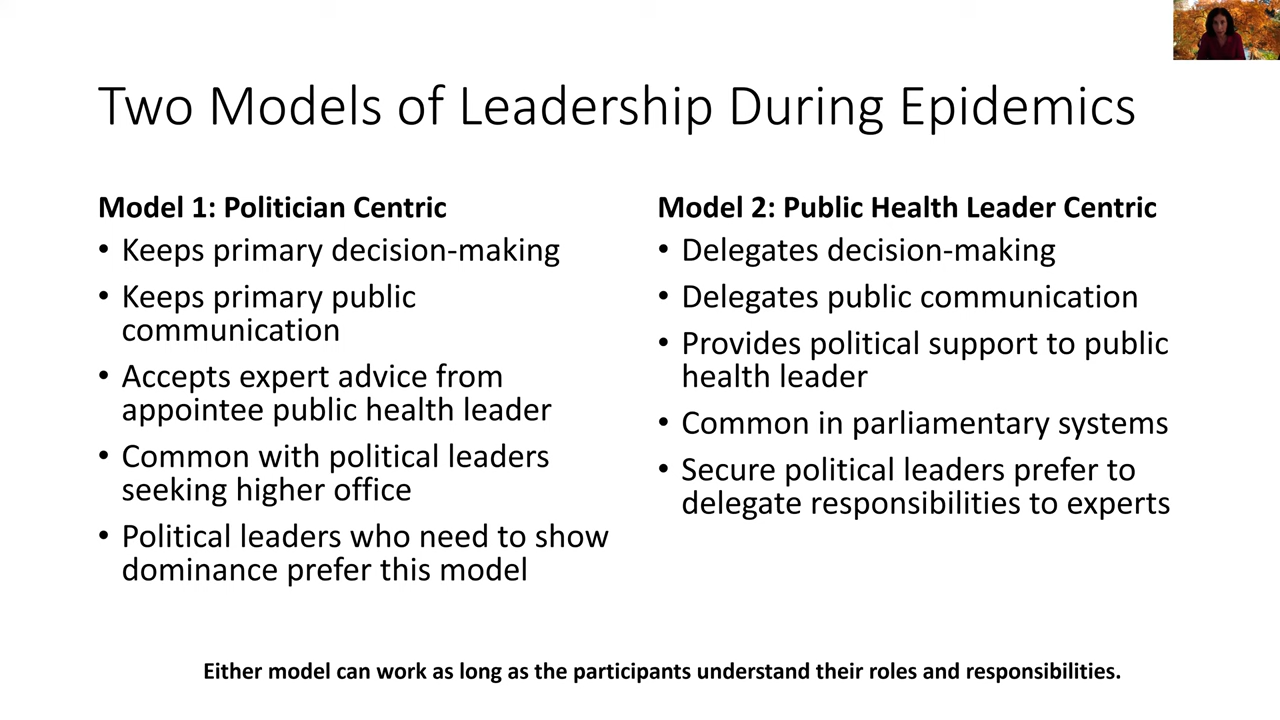 Two Models of Leadership During Epidemics
Model 1: Politician Centric
• Keeps primary decision-making
• Keeps primary public
communication
• Accepts expert advice from
appointee public health leader
• Common with political leaders
seeking higher office
• Political leaders who need to show
dominance prefer this model
Model 2: Public Health Leader Centric
• Delegates decision-making
• Delegates public communication
• Provides political support to public
health leader
• Common in parliamentary systems
• Secure political leaders prefer to
delegate responsibilities to experts
Either model can work as long as the participants understand their roles and responsibilities.